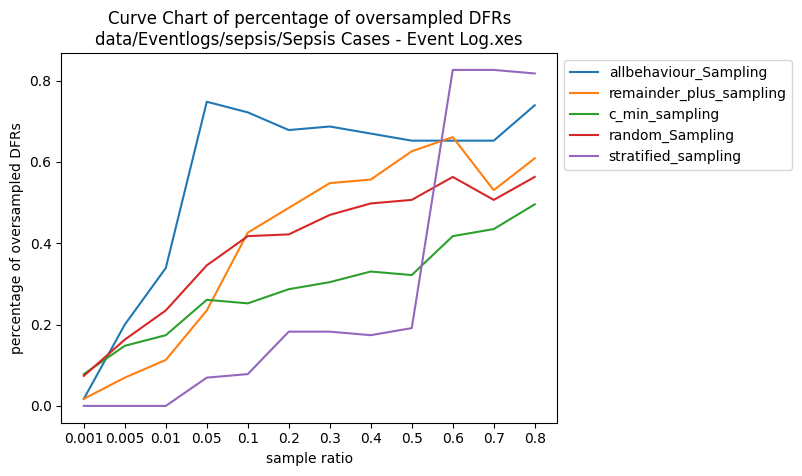 Curve Chart of percentage of oversampled DFRs
data/Eventlogs/sepsis/Sepsis Cases - Event Log.xes
allbehaviour_Sampling
remainder_plus_sampling
c_min_sampling
random_Sampling
stratified_sampling
percentage of oversampled DFRs
0.8
0.6
0.4
0.2
0.0
0.001 0.005 0.01 0.05 0.1 0.2 0.3 0.4 0.5 0.6 0.7 0.8
sample ratio